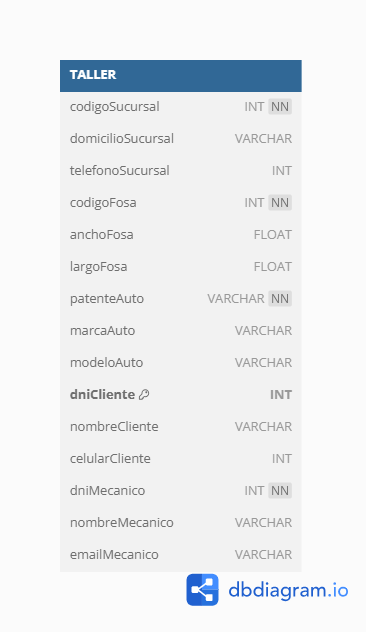 TALLER
codigoSucursal INT NN
domicilioSucursal VARCHAR
telefonoSucursal INT
codigoFosa INT NN
anchoFosa FLOAT
largoFosa FLOAT
patenteAuto VARCHAR NN
marcaAuto VARCHAR
modeloAuto VARCHAR
dniCliente INT
nombreCliente VARCHAR
celularCliente INT
dniMecanico INT NN
nombreMecanico VARCHAR
emailMecanico VARCHAR
dbdiagram.io